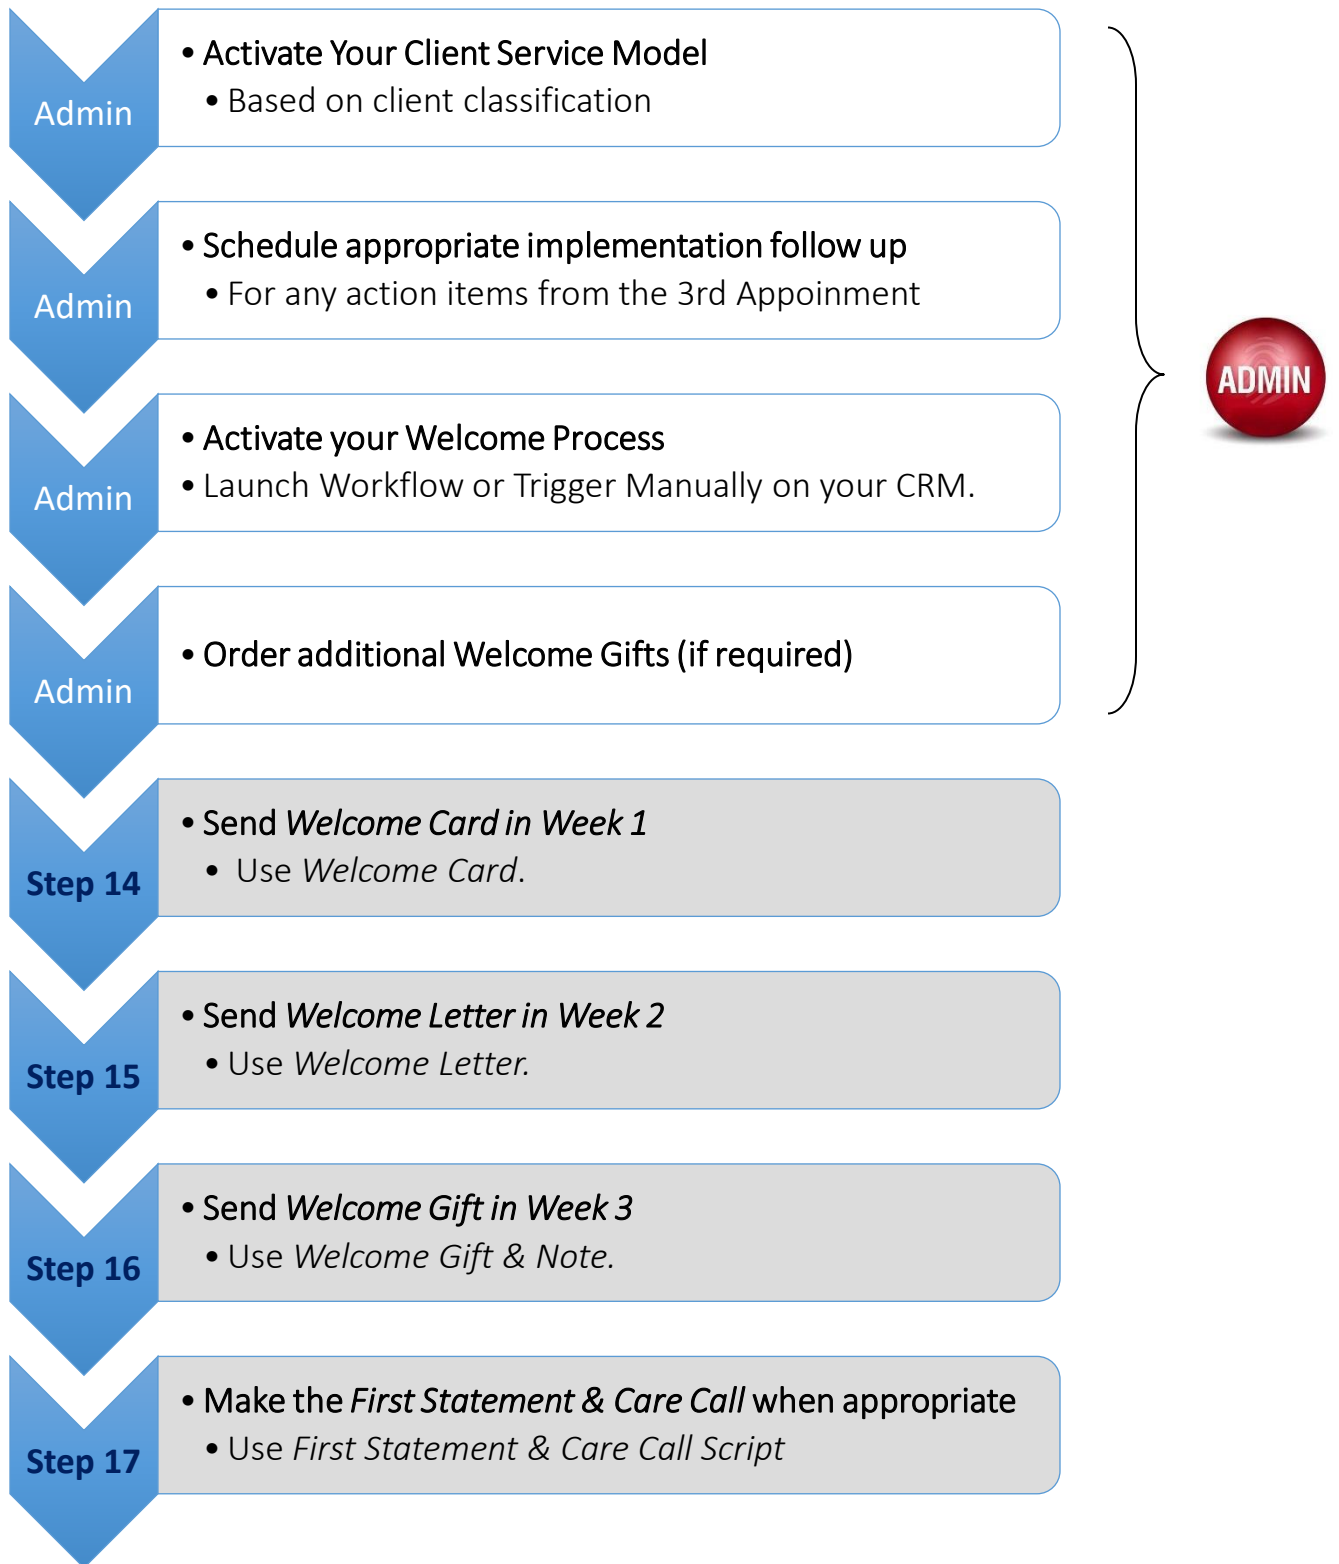 Admin
• Activate Your Client Service Model
• Based on client classification
Admin
• Schedule appropriate implementation follow up
• For any action items from the 3rd Appoinment
Admin
• Activate your Welcome Process
• Launch Workflow or Trigger Manually on your CRM.
ADMIN
Admin
• Order additional Welcome Gifts (if required)
Step 14
• Send Welcome Card in Week 1
• Use Welcome Card.
Step 15
• Send Welcome Letter in Week 2
• Use Welcome Letter.
Step 16
• Send Welcome Gift in Week 3
• Use Welcome Gift & Note.
Step 17
• Make the First Statement & Care Call when appropriate
• Use First Statement & Care Call Script